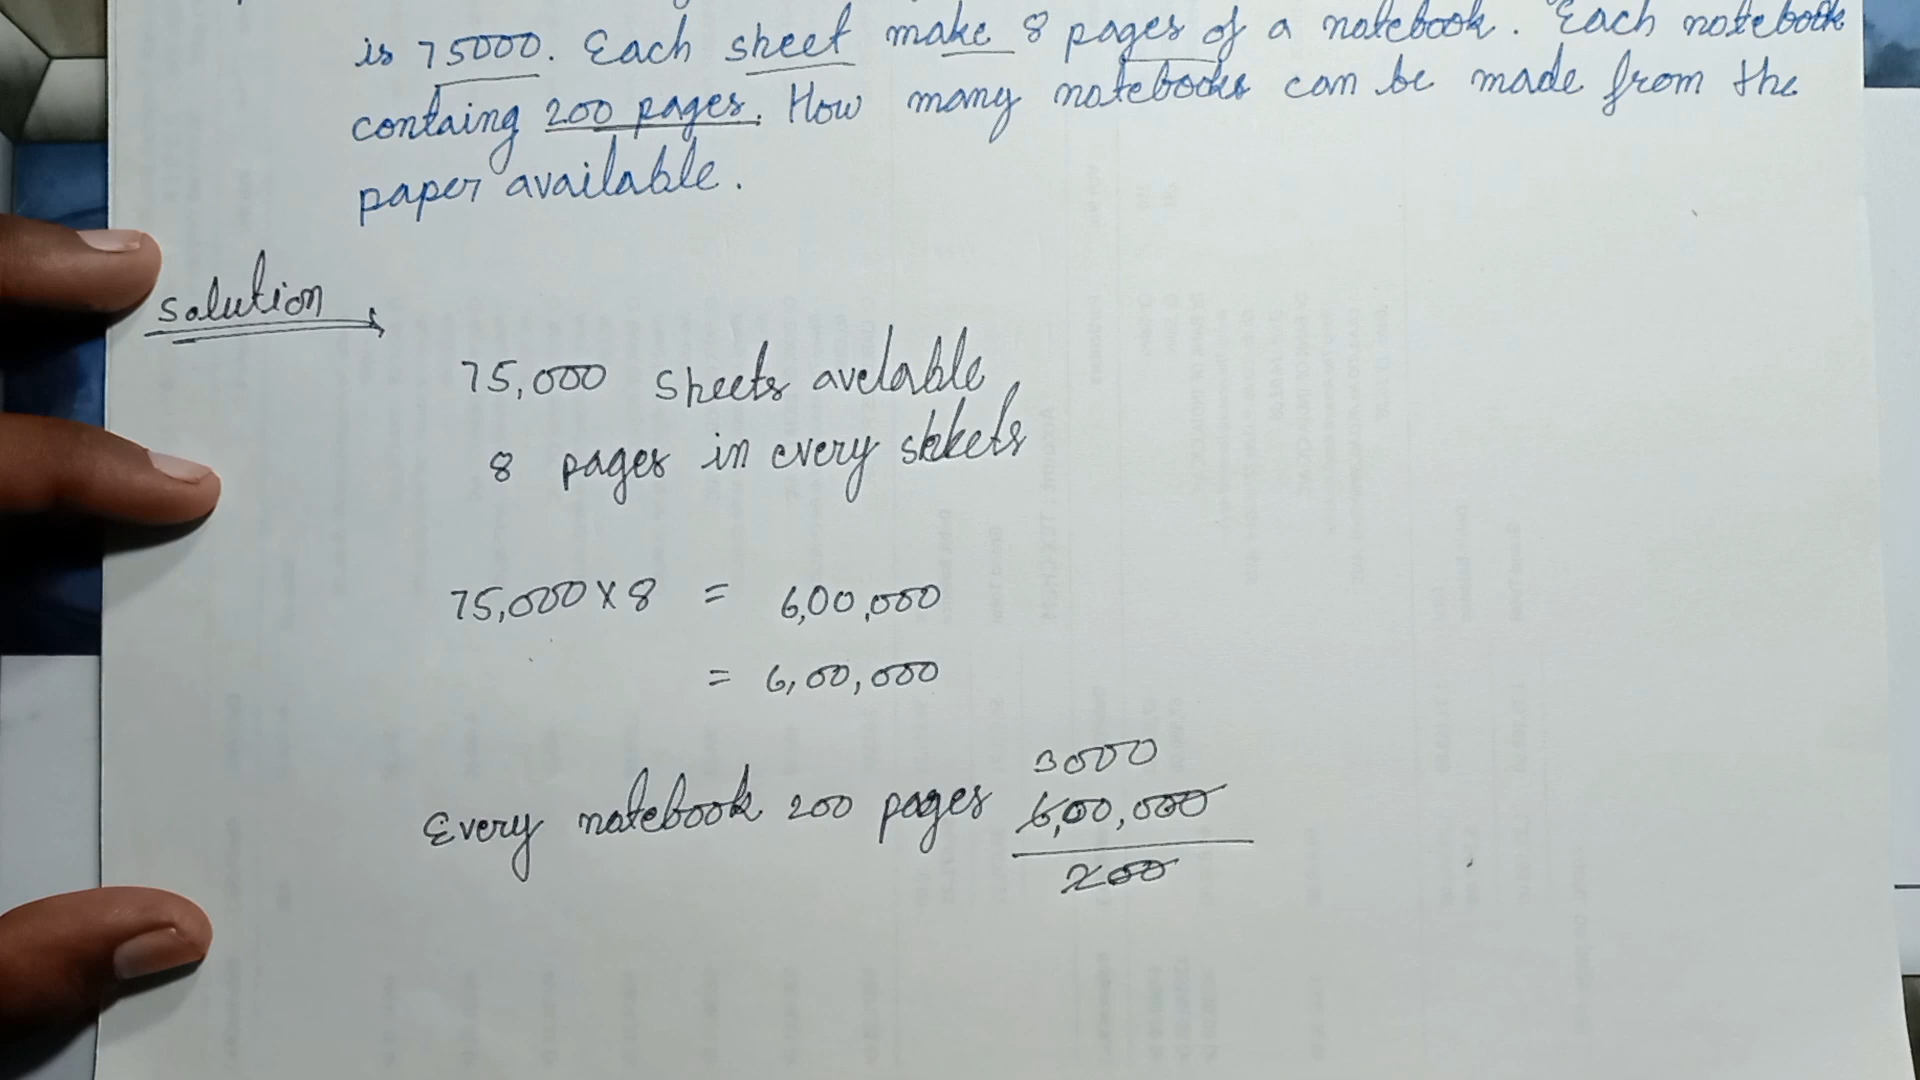 is 75000. Each sheet make 8 pages of a notebook. Each notebook
containg 200 pages. How many notebooks can be made from the
paper available.
Solution
75,000 sheets avelable
8 pages in every shkets
75,000 x 8 = 6,00,000
= 6,00,000
3000
Every notebook 200 pages 6,00,000
200